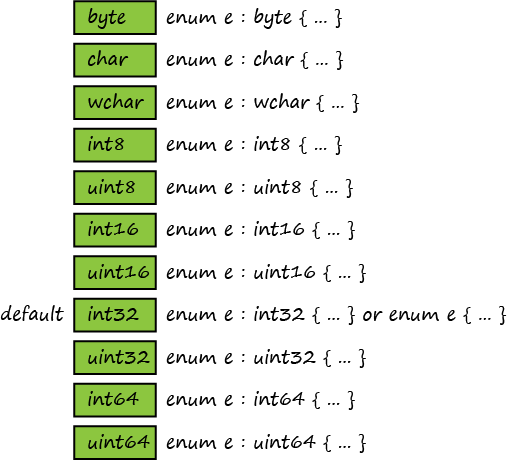 byte enum e : byte { ... }
char enum e : char { ... }
wchar enum e : wchar { ... }
int8 enum e : int8 { ... }
uint8 enum e : uint8 { ... }
int16 enum e : int16 { ... }
uint16 enum e : uint16 { ... }
default int32 enum e : int32 { ... } or enum e { ... }
uint32 enum e : uint32 { ... }
int64 enum e : int64 { ... }
uint64 enum e : uint64 { ... }